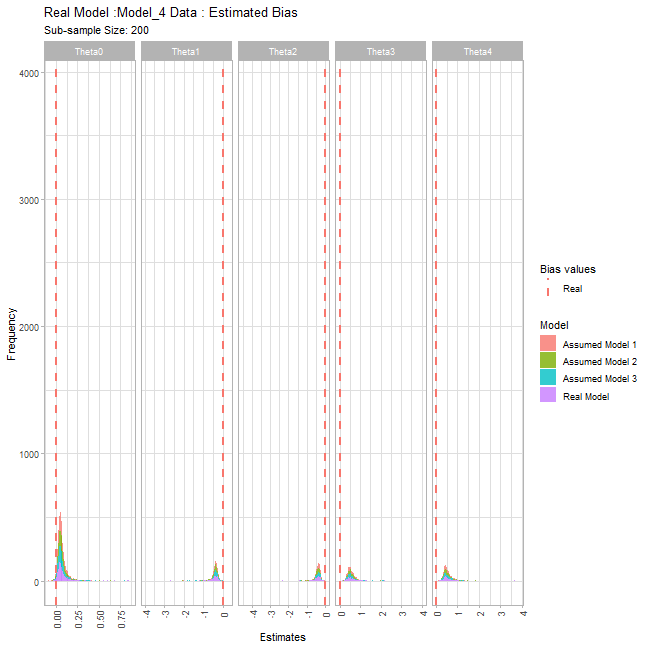 Real Model :Model_4 Data : Estimated Bias
Sub-sample Size: 200
Theta0 Theta1 Theta2 Theta3 Theta4
4000
3000
2000
1000
0
Frequency
0.00 0.25 0.50 0.75 -4 -3 -2 -1 0 -4 -3 -2 -1 0 0 1 2 3 4 0 1 2 3 4
Estimates
Bias values
Real
Model
Assumed Model 1
Assumed Model 2
Assumed Model 3
Real Model